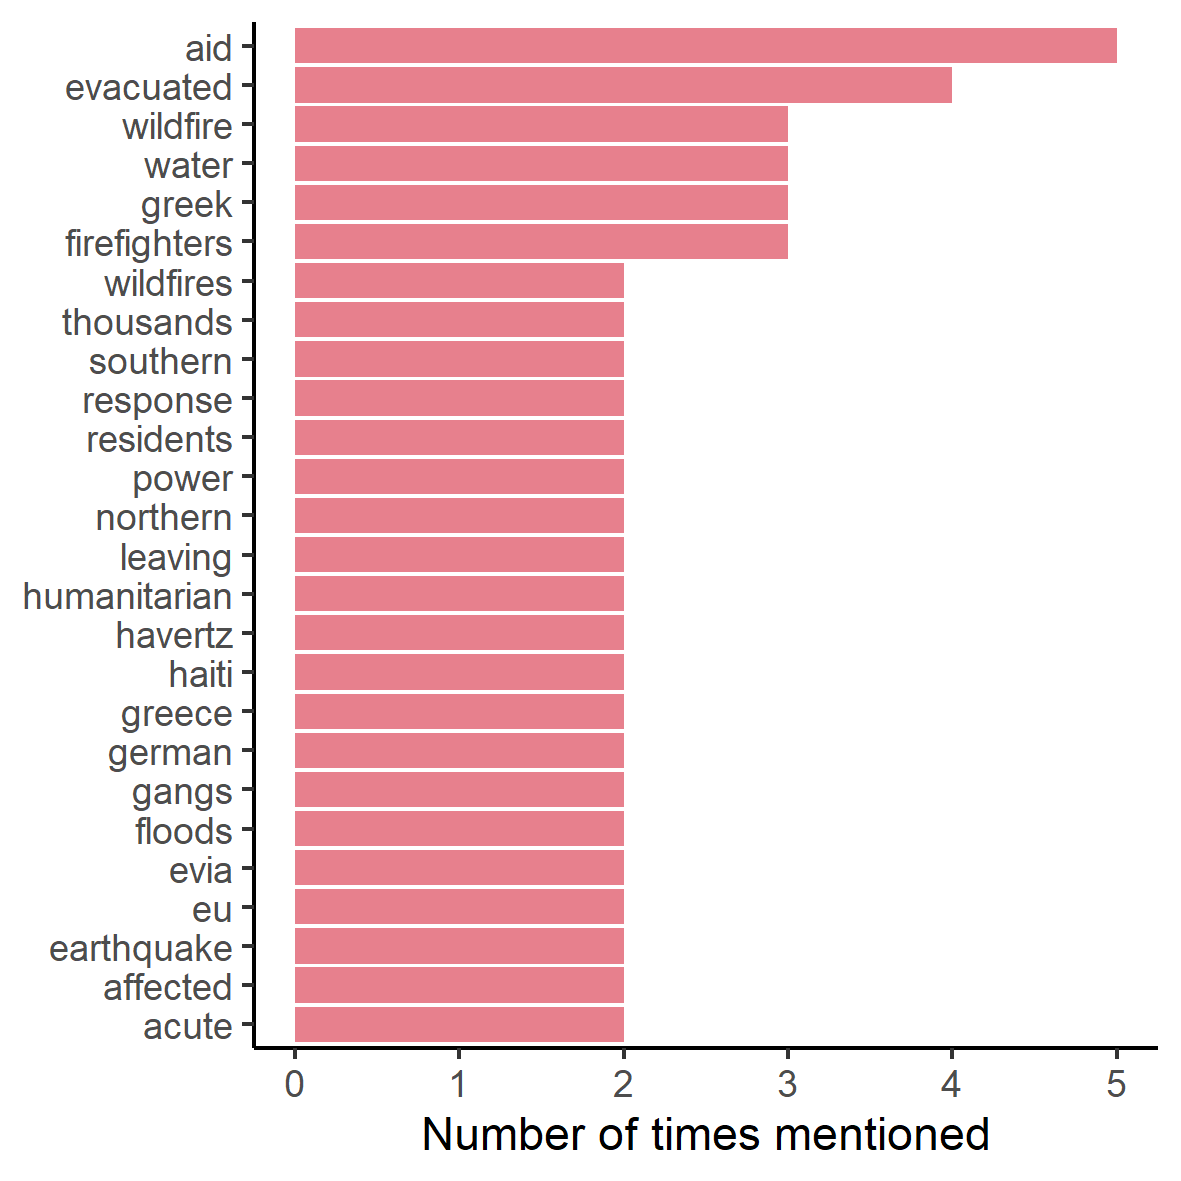 aid
evacuated
wildfire
water
greek
firefighters
wildfires
thousands
southern
response
residents
power
northern
leaving
humanitarian
havertz
haiti
greece
german
gangs
floods
evia
eu
earthquake
affected
acute
0 1 2 3 4 5
Number of times mentioned